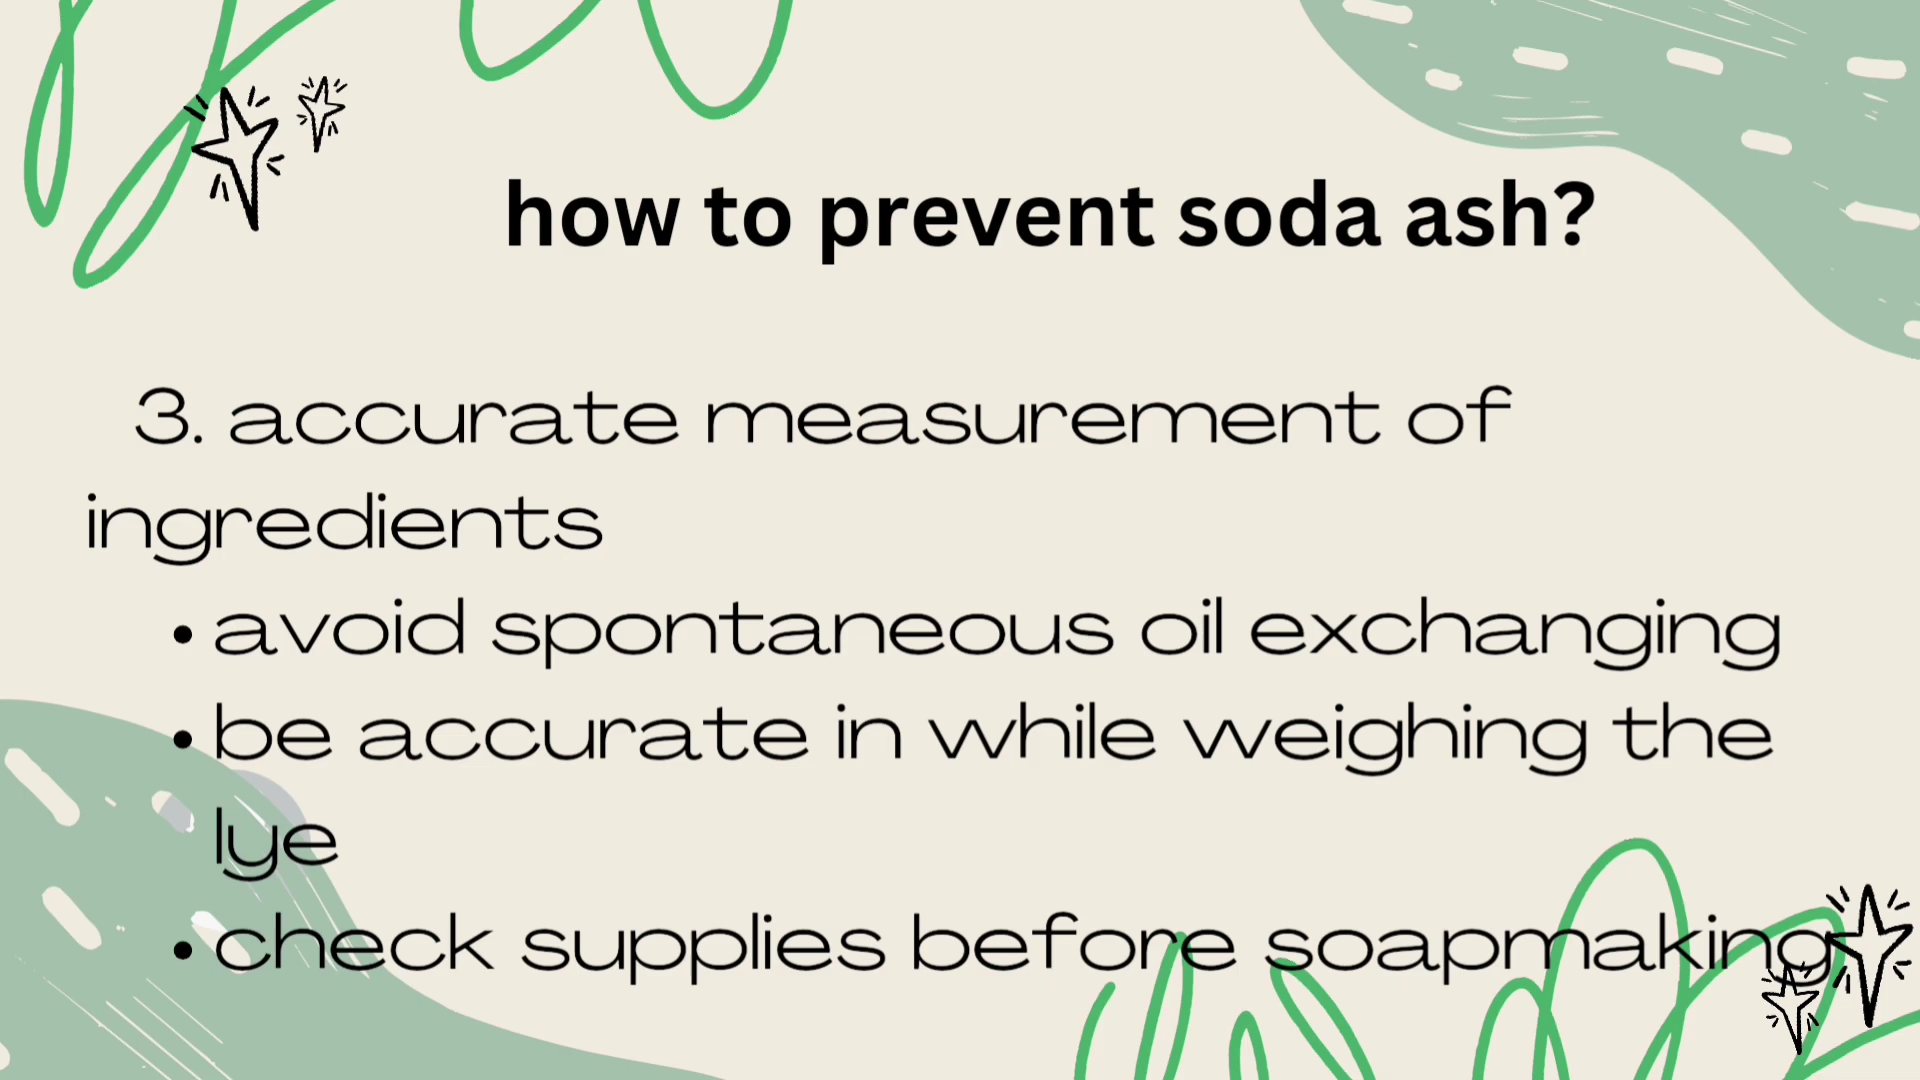 how to prevent soda ash?
3. accurate measurement of
ingredients
• avoid spontaneous oil exchanging
• be accurate in while weighing the
lye
• check supplies before soapmaking